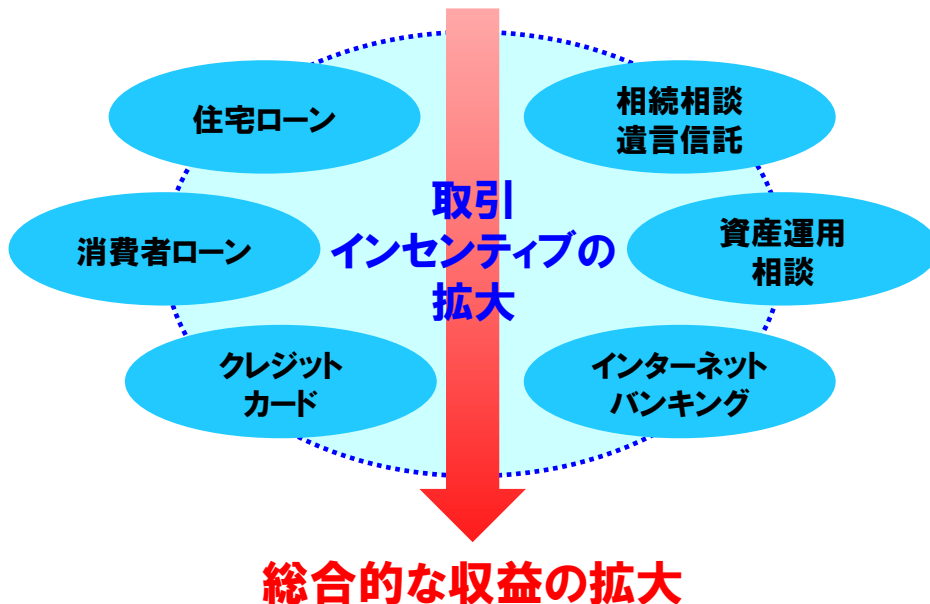 住宅ローン
相続相談
遺言信託
取引
インセンティブの
拡大
消費者ローン
資産運用
相談
クレジット
カード
インターネット
バンキング
総合的な収益の拡大